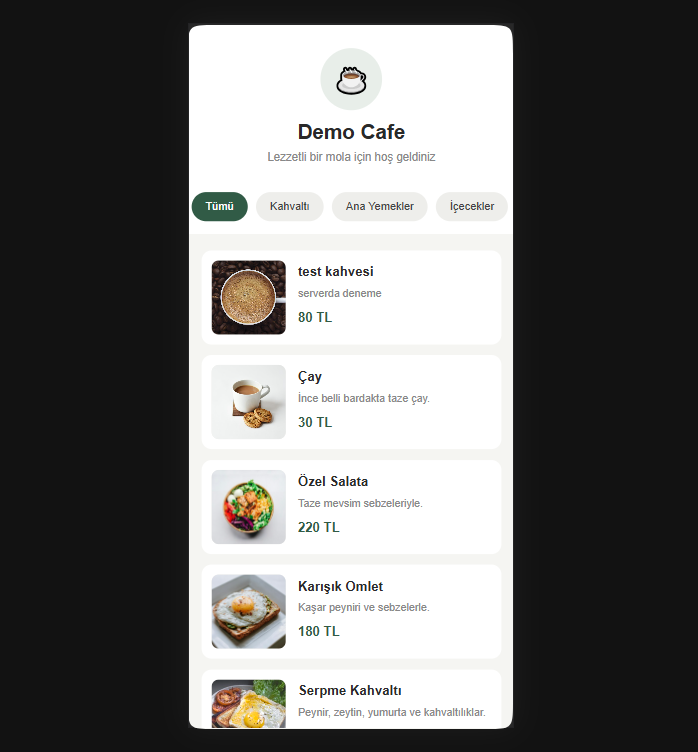 Demo Cafe
Lezzetli bir mola için hoş geldiniz
Tümü
Kahvaltı
Ana Yemekler
İçecekler
test kahvesi
serverda deneme
80 TL
Çay
İnce belli bardakta taze çay.
30 TL
Özel Salata
Taze mevsim sebzeleriyle.
220 TL
Karışık Omlet
Kaşar peyniri ve sebzelerle.
180 TL
Serpme Kahvaltı
Peynir, zeytin, yumurta ve kahvaltılıklar.